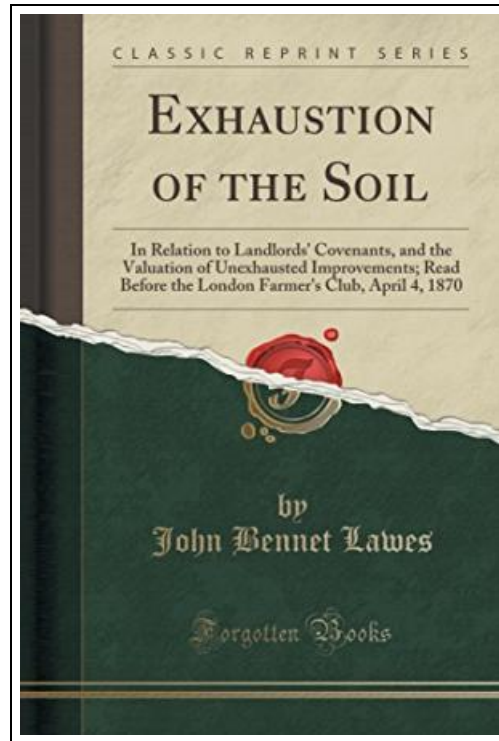 CLASSIC REPRINT SERIES
EXHAUSTION
OF THE SOIL
In Relation to Landlords' Covenants, and the
Valuation of Unexhausted Improvements; Read
Before the London Farmer's Club, April 4, 1870
by
John Bennet Lawes
Forgotten Books